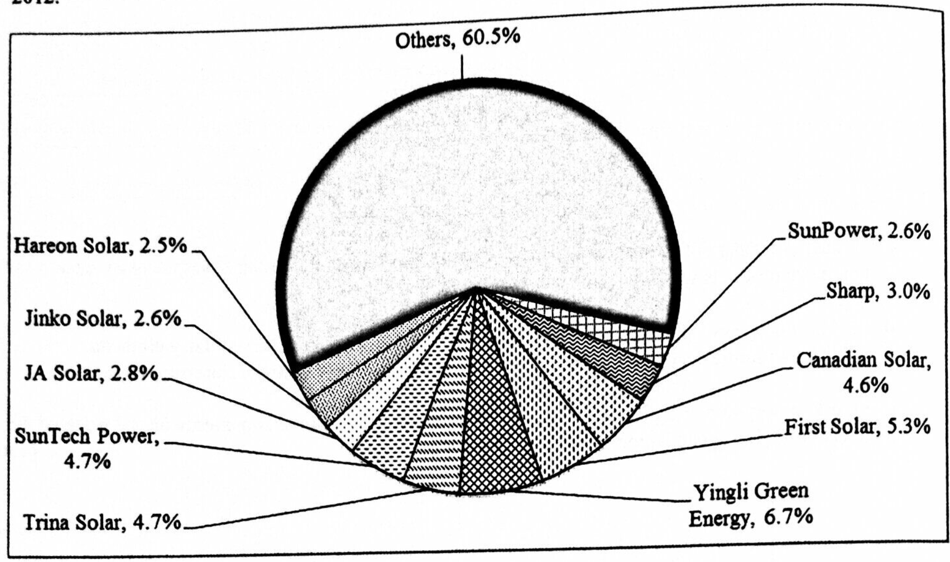 2012.
Others, 60.5%
SunPower, 2.6%
Sharp, 3.0%
Canadian Solar,
4.6%
First Solar, 5.3%
Yingli Green
Energy, 6.7%
Trina Solar, 4.7%
SunTech Power,
4.7%
JA Solar, 2.8%
Jinko Solar, 2.6%
Hareon Solar, 2.5%